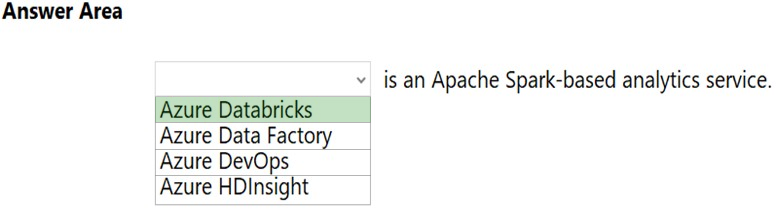 Answer Area
is an Apache Spark-based analytics service.
Azure Databricks
Azure Data Factory
Azure DevOps
Azure HDInsight